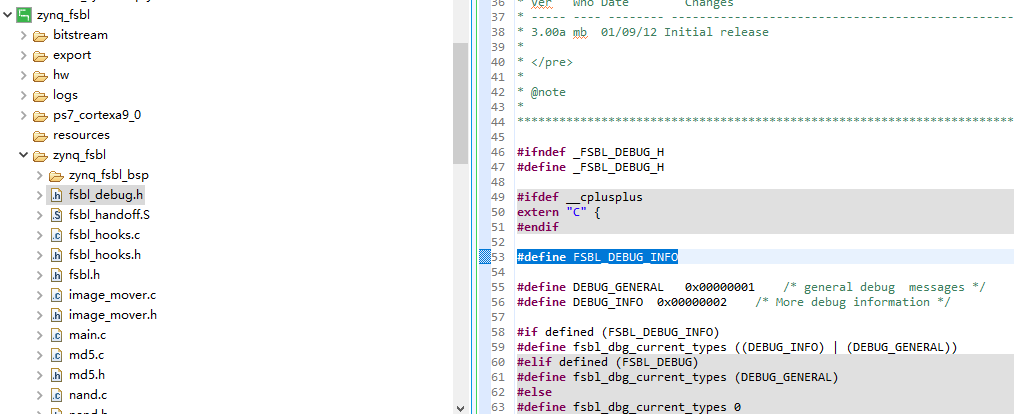 zynq_fsbl
bitstream
export
hw
logs
ps7_cortexa9_0
resources
zynq_fsbl
zynq_fsbl_bsp
fsbl_debug.h
fsbl_handoff.S
fsbl_hooks.c
fsbl_hooks.h
fsbl.h
image_mover.c
image_mover.h
main.c
md5.c
md5.h
nand.c
nand.h
36 * Ver Who Date Changes
37 * ----- ---- -------- -------------------------------------------------------
38 * 3.00a mb 01/09/12 Initial release
39 *
40 * </pre>
41 *
42 * @note
43 *
44 ******************************************************************************
45
46 #ifndef _FSBL_DEBUG_H
47 #define _FSBL_DEBUG_H
48
49 #ifdef __cplusplus
50 extern "C" {
51 #endif
52
53 #define FSBL_DEBUG_INFO
54
55 #define DEBUG_GENERAL 0x00000001 /* general debug messages */
56 #define DEBUG_INFO 0x00000002 /* More debug information */
57
58 #if defined (FSBL_DEBUG_INFO)
59 #define fsbl_dbg_current_types ((DEBUG_INFO) | (DEBUG_GENERAL))
60 #elif defined (FSBL_DEBUG)
61 #define fsbl_dbg_current_types (DEBUG_GENERAL)
62 #else
63 #define fsbl_dbg_current_types 0